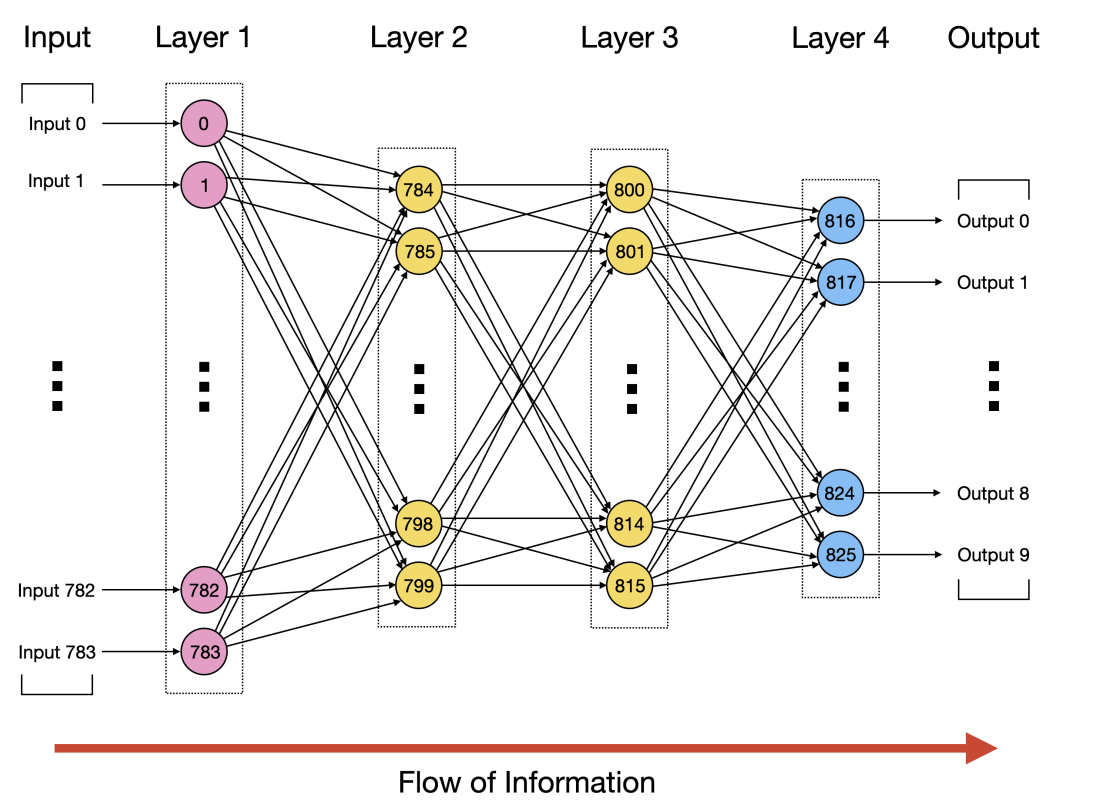 Input Layer 1 Layer 2 Layer 3 Layer 4 Output
Input 0
0
Input 1
1
784
785
800
801
816
817
Output 0
Output 1
Input 782
782
Input 783
783
798
799
814
815
824
825
Output 8
Output 9
Flow of Information